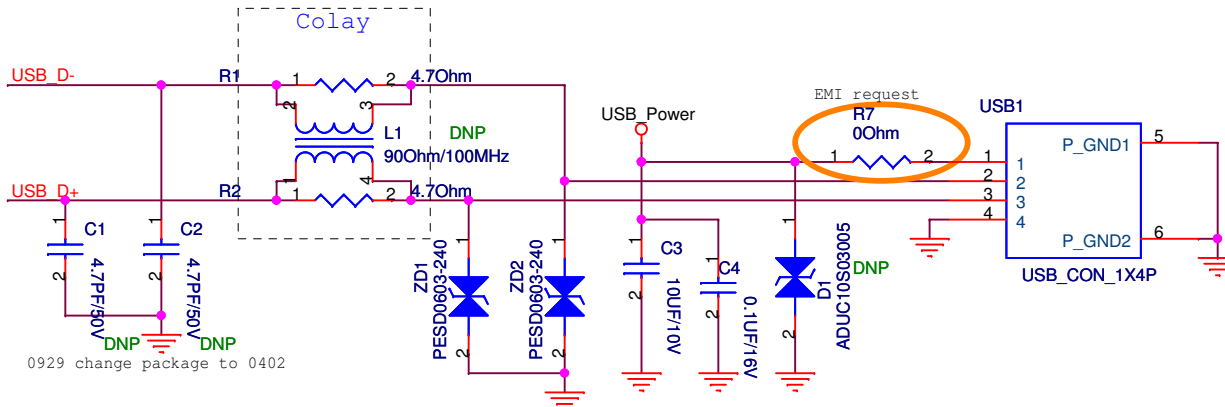 Colay
USB_D-
R1
1
2
4.7Ohm
2
3
L1
DNP
90Ohm/100MHz
1
4
USB_D+
R2
2
4.7Ohm
EMI request
R7
0Ohm
1
2
USB_Power
USB1
1
2
3
4
1
2
3
4
P_GND1
P_GND2
5
6
USB_CON_1X4P
1
C1
2
4.7PF/50V
DNP
1
C2
2
4.7PF/50V
DNP
0929 change package to 0402
1
ZD1
2
PESD0603-240
1
ZD2
2
PESD0603-240
1
C3
2
10UF/10V
1
C4
2
0.1UF/16V
1
D1
2
ADUC10S03005
DNP